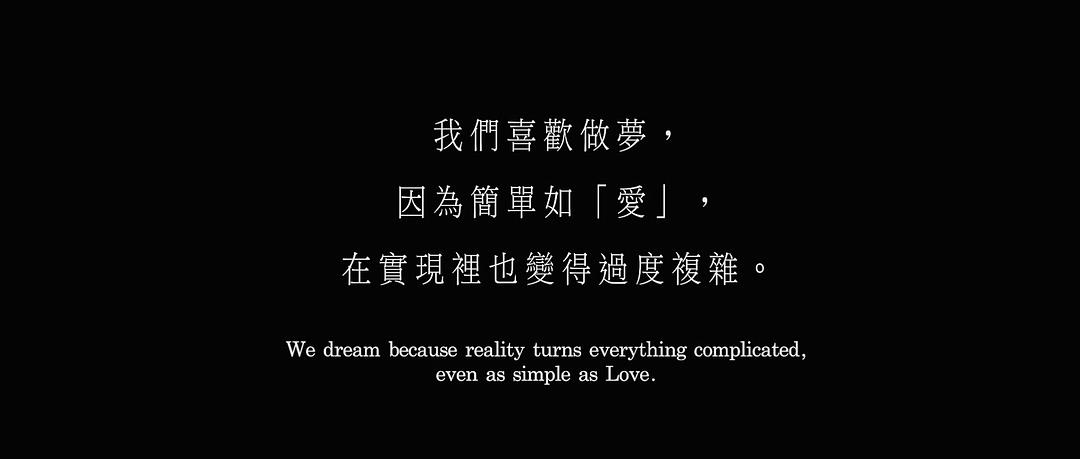 我們喜歡做夢，
因為簡單如「愛」，
在實現裡也變得過度複雜。
We dream because reality turns everything complicated,
even as simple as Love.